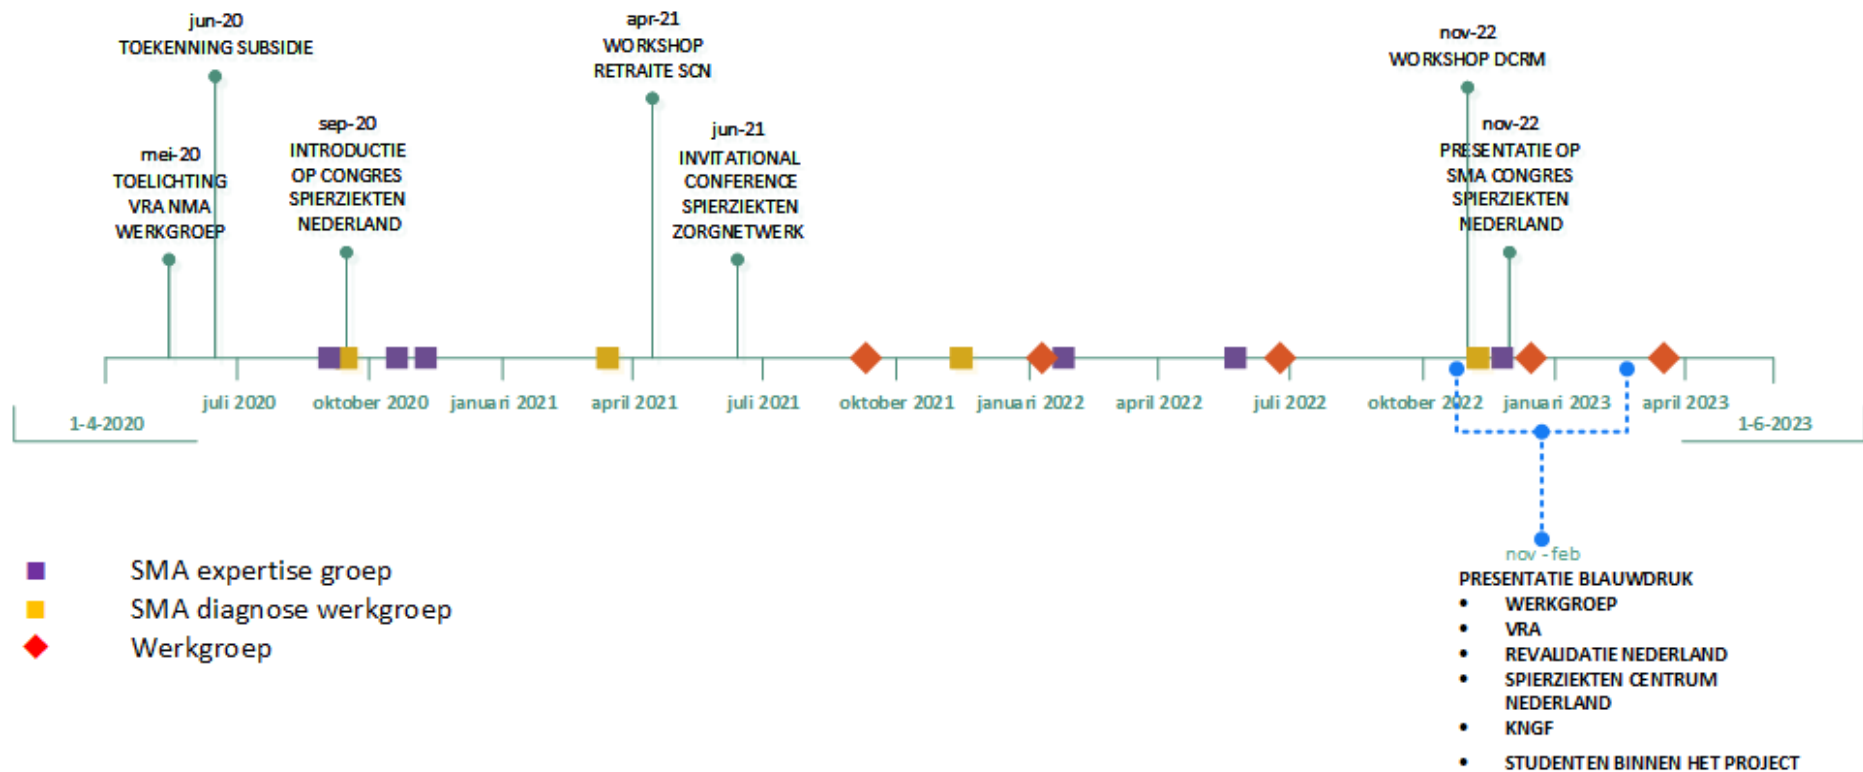 jun-20
TOEKENNING SUBSIDIE
apr-21
WORKSHOP
RETRAITE SCN
nov-22
WORKSHOP DCRM
mei-20
TOELICHTING
VRA NMA
WERKGROEP
sep-20
INTRODUCTIE
OP CONGRES
SPIERZIEKTEN
NEDERLAND
jun-21
INVITATIONAL
CONFERENCE
SPIERZIEKTEN
ZORGNETWERK
nov-22
PRESENTATIE OP
SMA CONGRES
SPIERZIEKTEN
NEDERLAND
juli 2020
oktober 2020
januari 2021
april 2021
juli 2021
oktober 2021
januari 2022
april 2022
juli 2022
oktober 2022
januari 2023
april 2023
1-4-2020
1-6-2023
SMA expertise groep
SMA diagnose werkgroep
Werkgroep
nov - feb
PRESENTATIE BLAUWDRUK
• WERKGROEP
• VRA
• REVALIDATIE NEDERLAND
• SPIERZIEKTEN CENTRUM
NEDERLAND
• KNGF
• STUDENTEN BINNEN HET PROJECT